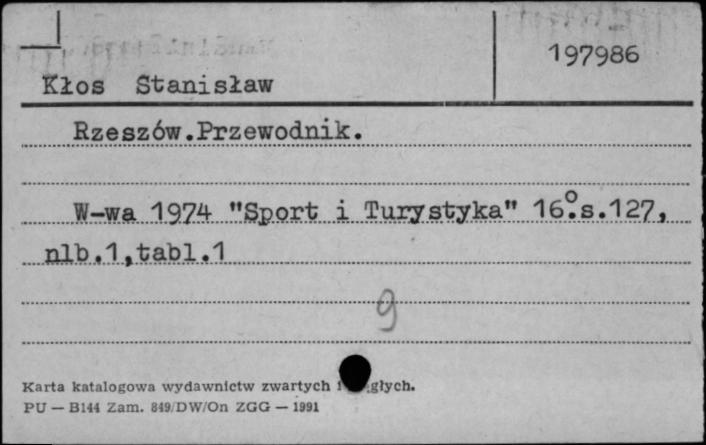 197986
Kłos Stanisław
Rzeszów.Przewodnik.
W-wa 1974 "Sport i Turystyka" 16°.s.127,
nlb.1,tabl.1
9
Karta katalogowa wydawnictw zwartych
PU — B144 Zam. 849/DW/On ZGG — 1991